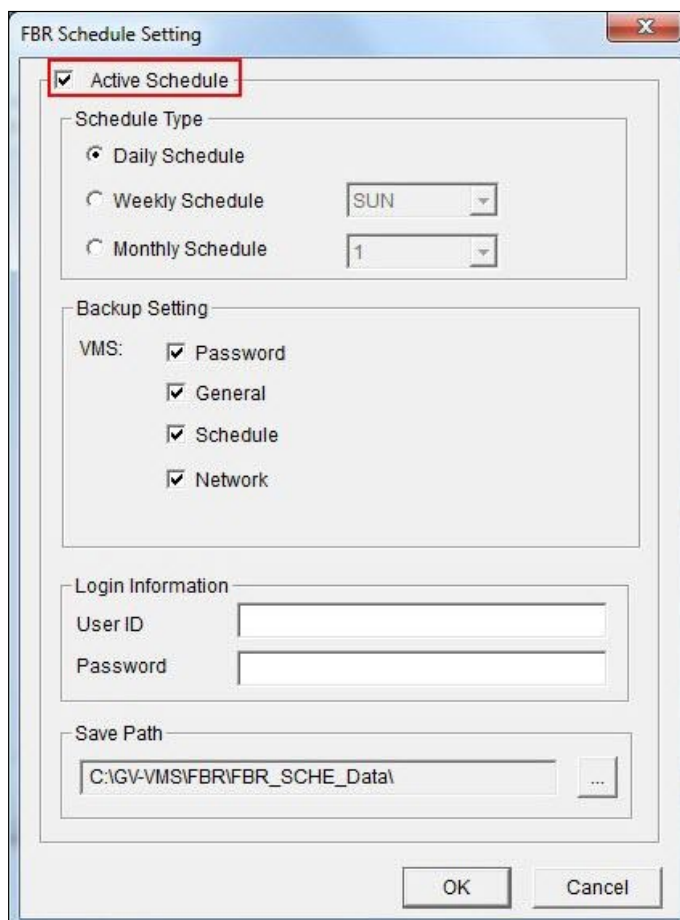 FBR Schedule Setting
Active Schedule
Schedule Type
Daily Schedule
Weekly Schedule SUN
Monthly Schedule 1
Backup Setting
VMS: Password
General
Schedule
Network
Login Information
User ID
Password
Save Path
C:\GV-VMS\FBR\FBR_SCHE_Data\ ...
OK Cancel